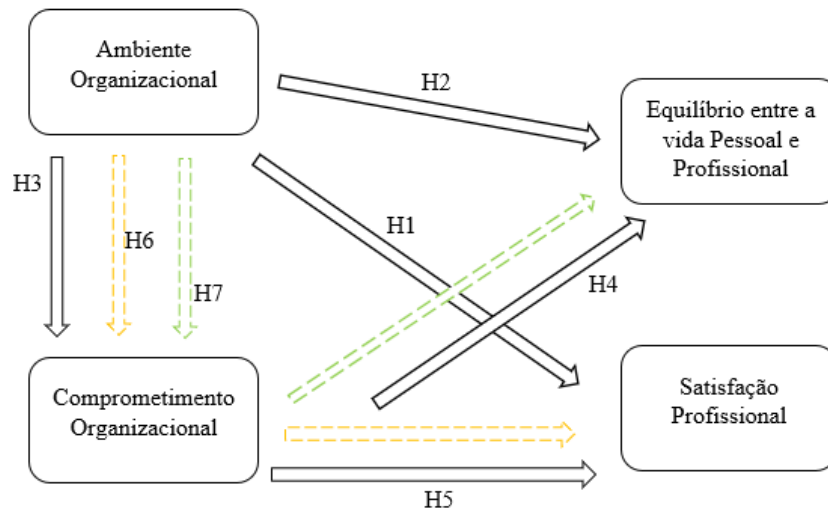 Ambiente
Organizacional
H2
Equilíbrio entre a
vida Pessoal e
Profissional
H3
H6
H1
H7
H4
Comprometimento
Organizacional
Satisfação
Profissional
H5